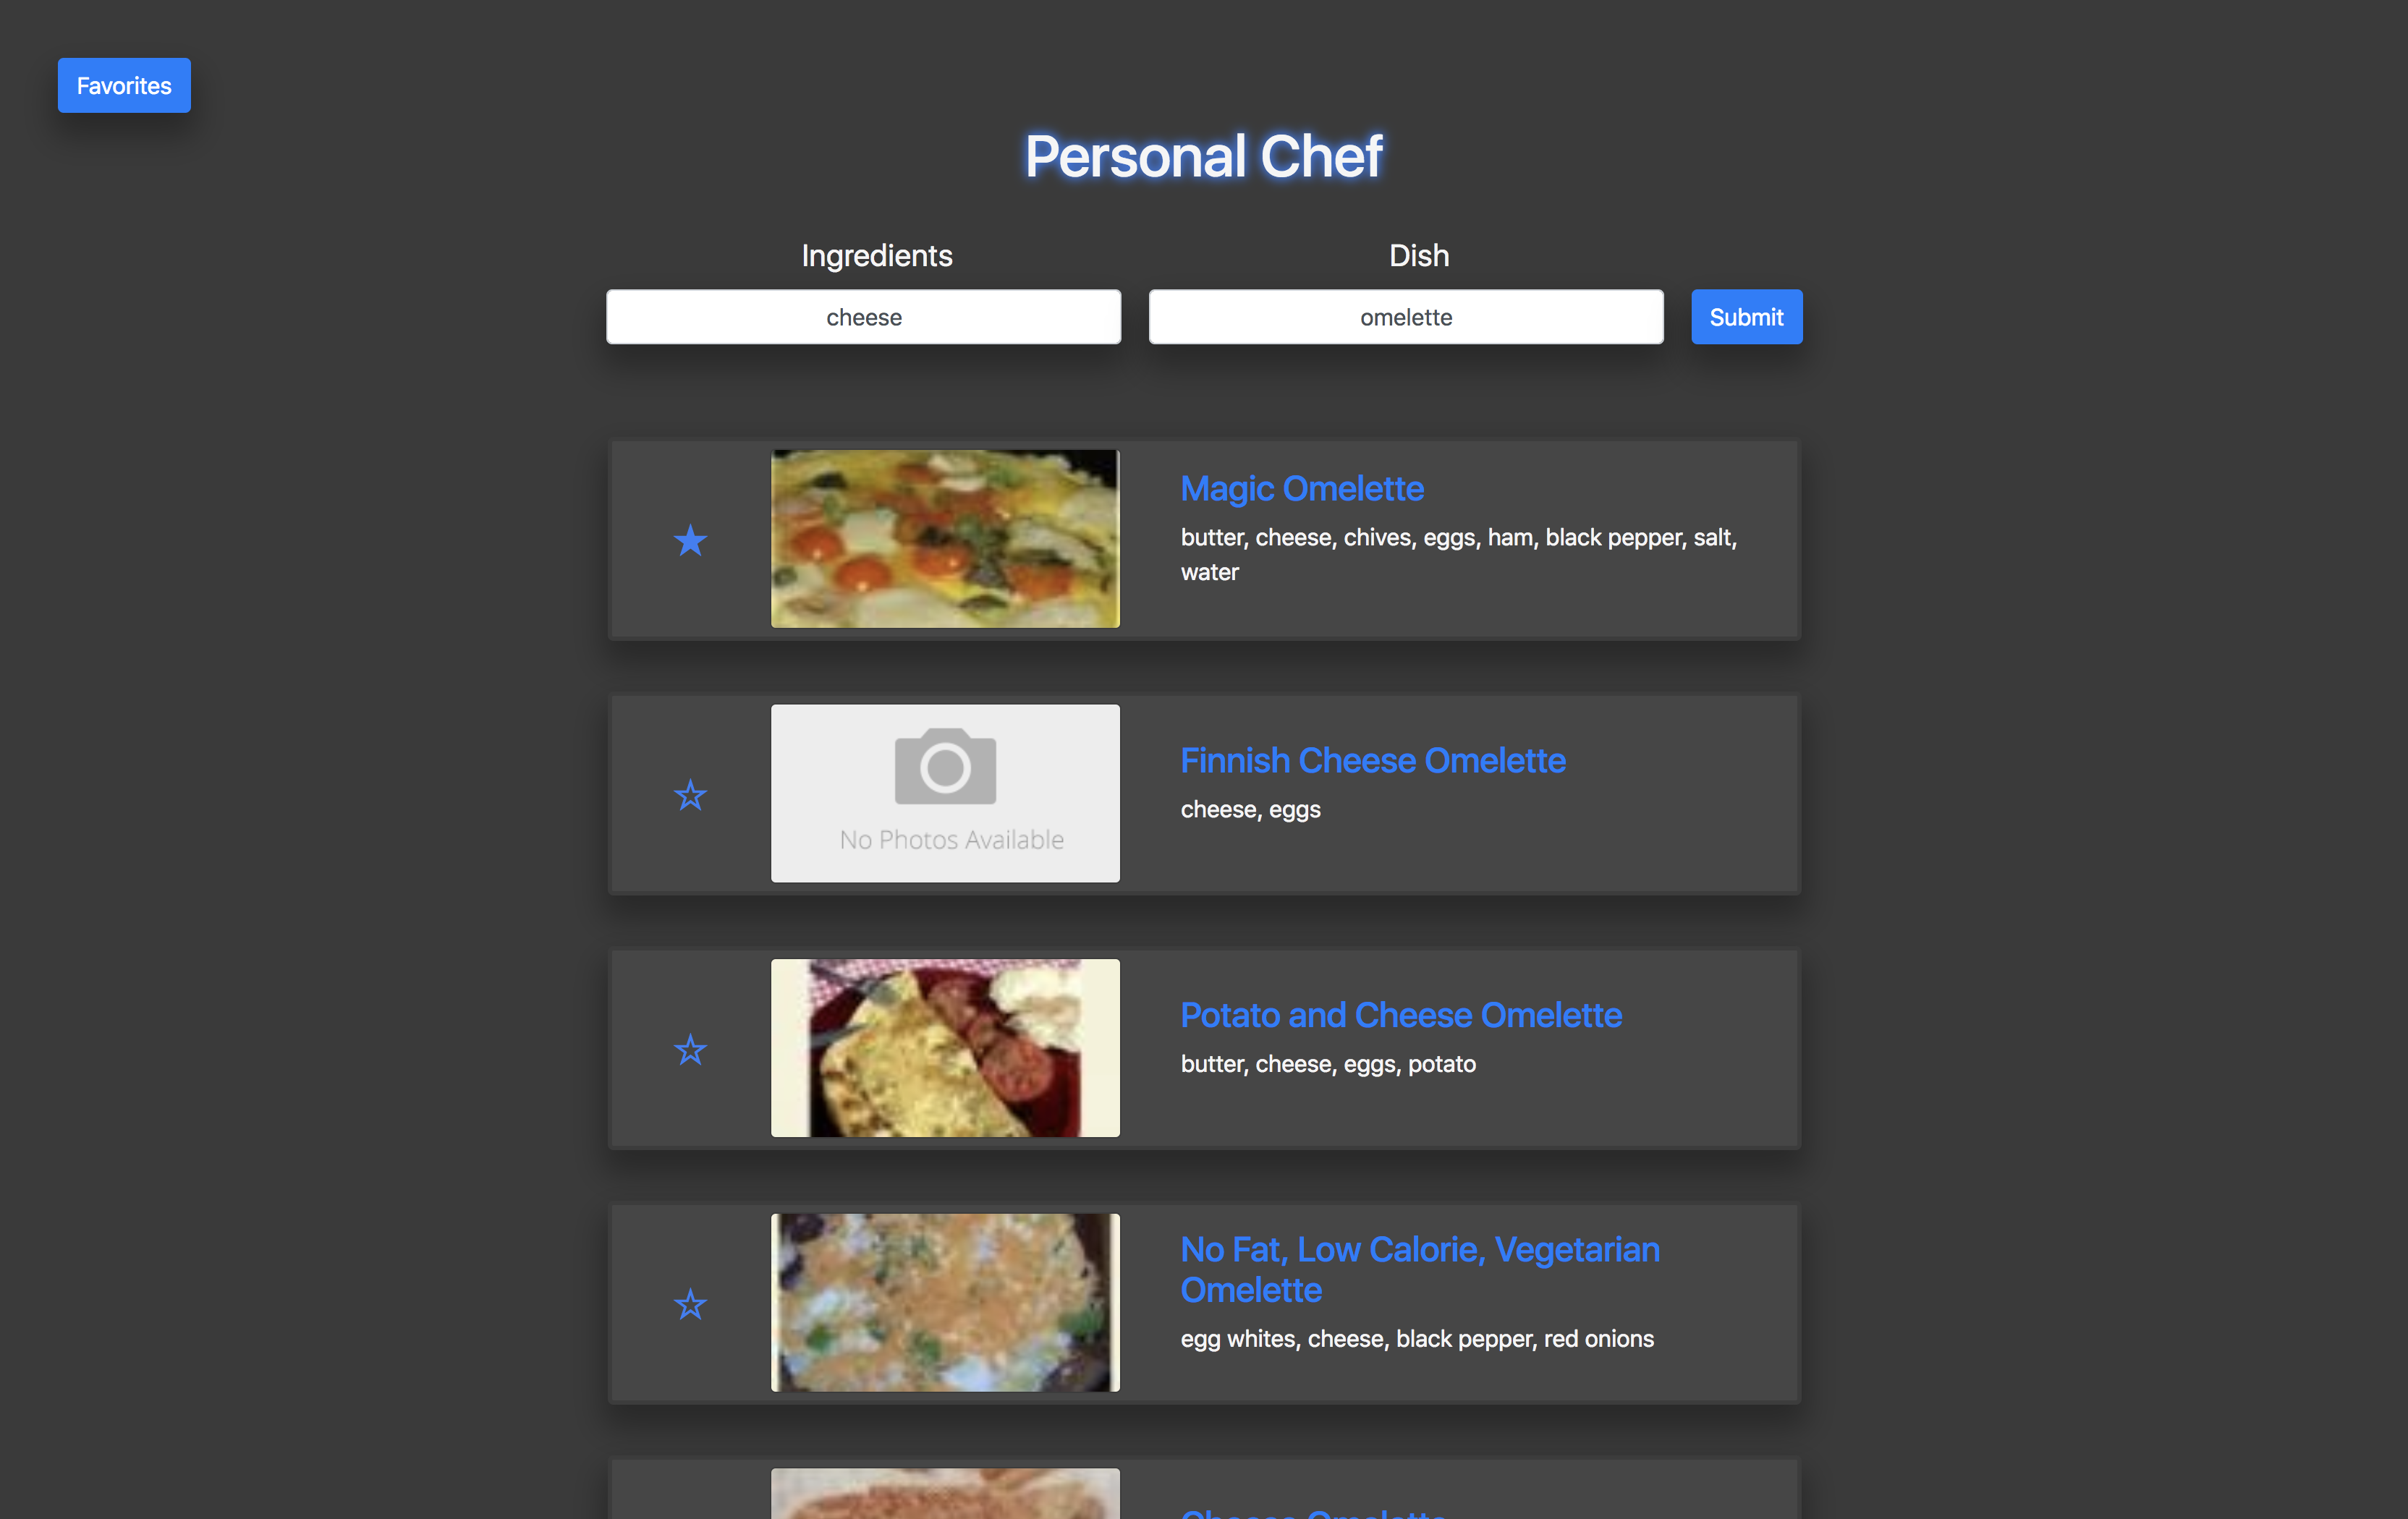 Favorites
Personal Chef
Ingredients
Dish
cheese
omelette
Submit
Magic Omelette
butter, cheese, chives, eggs, ham, black pepper, salt,
water
No Photos Available
Finnish Cheese Omelette
cheese, eggs
Potato and Cheese Omelette
butter, cheese, eggs, potato
No Fat, Low Calorie, Vegetarian
Omelette
egg whites, cheese, black pepper, red onions
Cheese Omelette